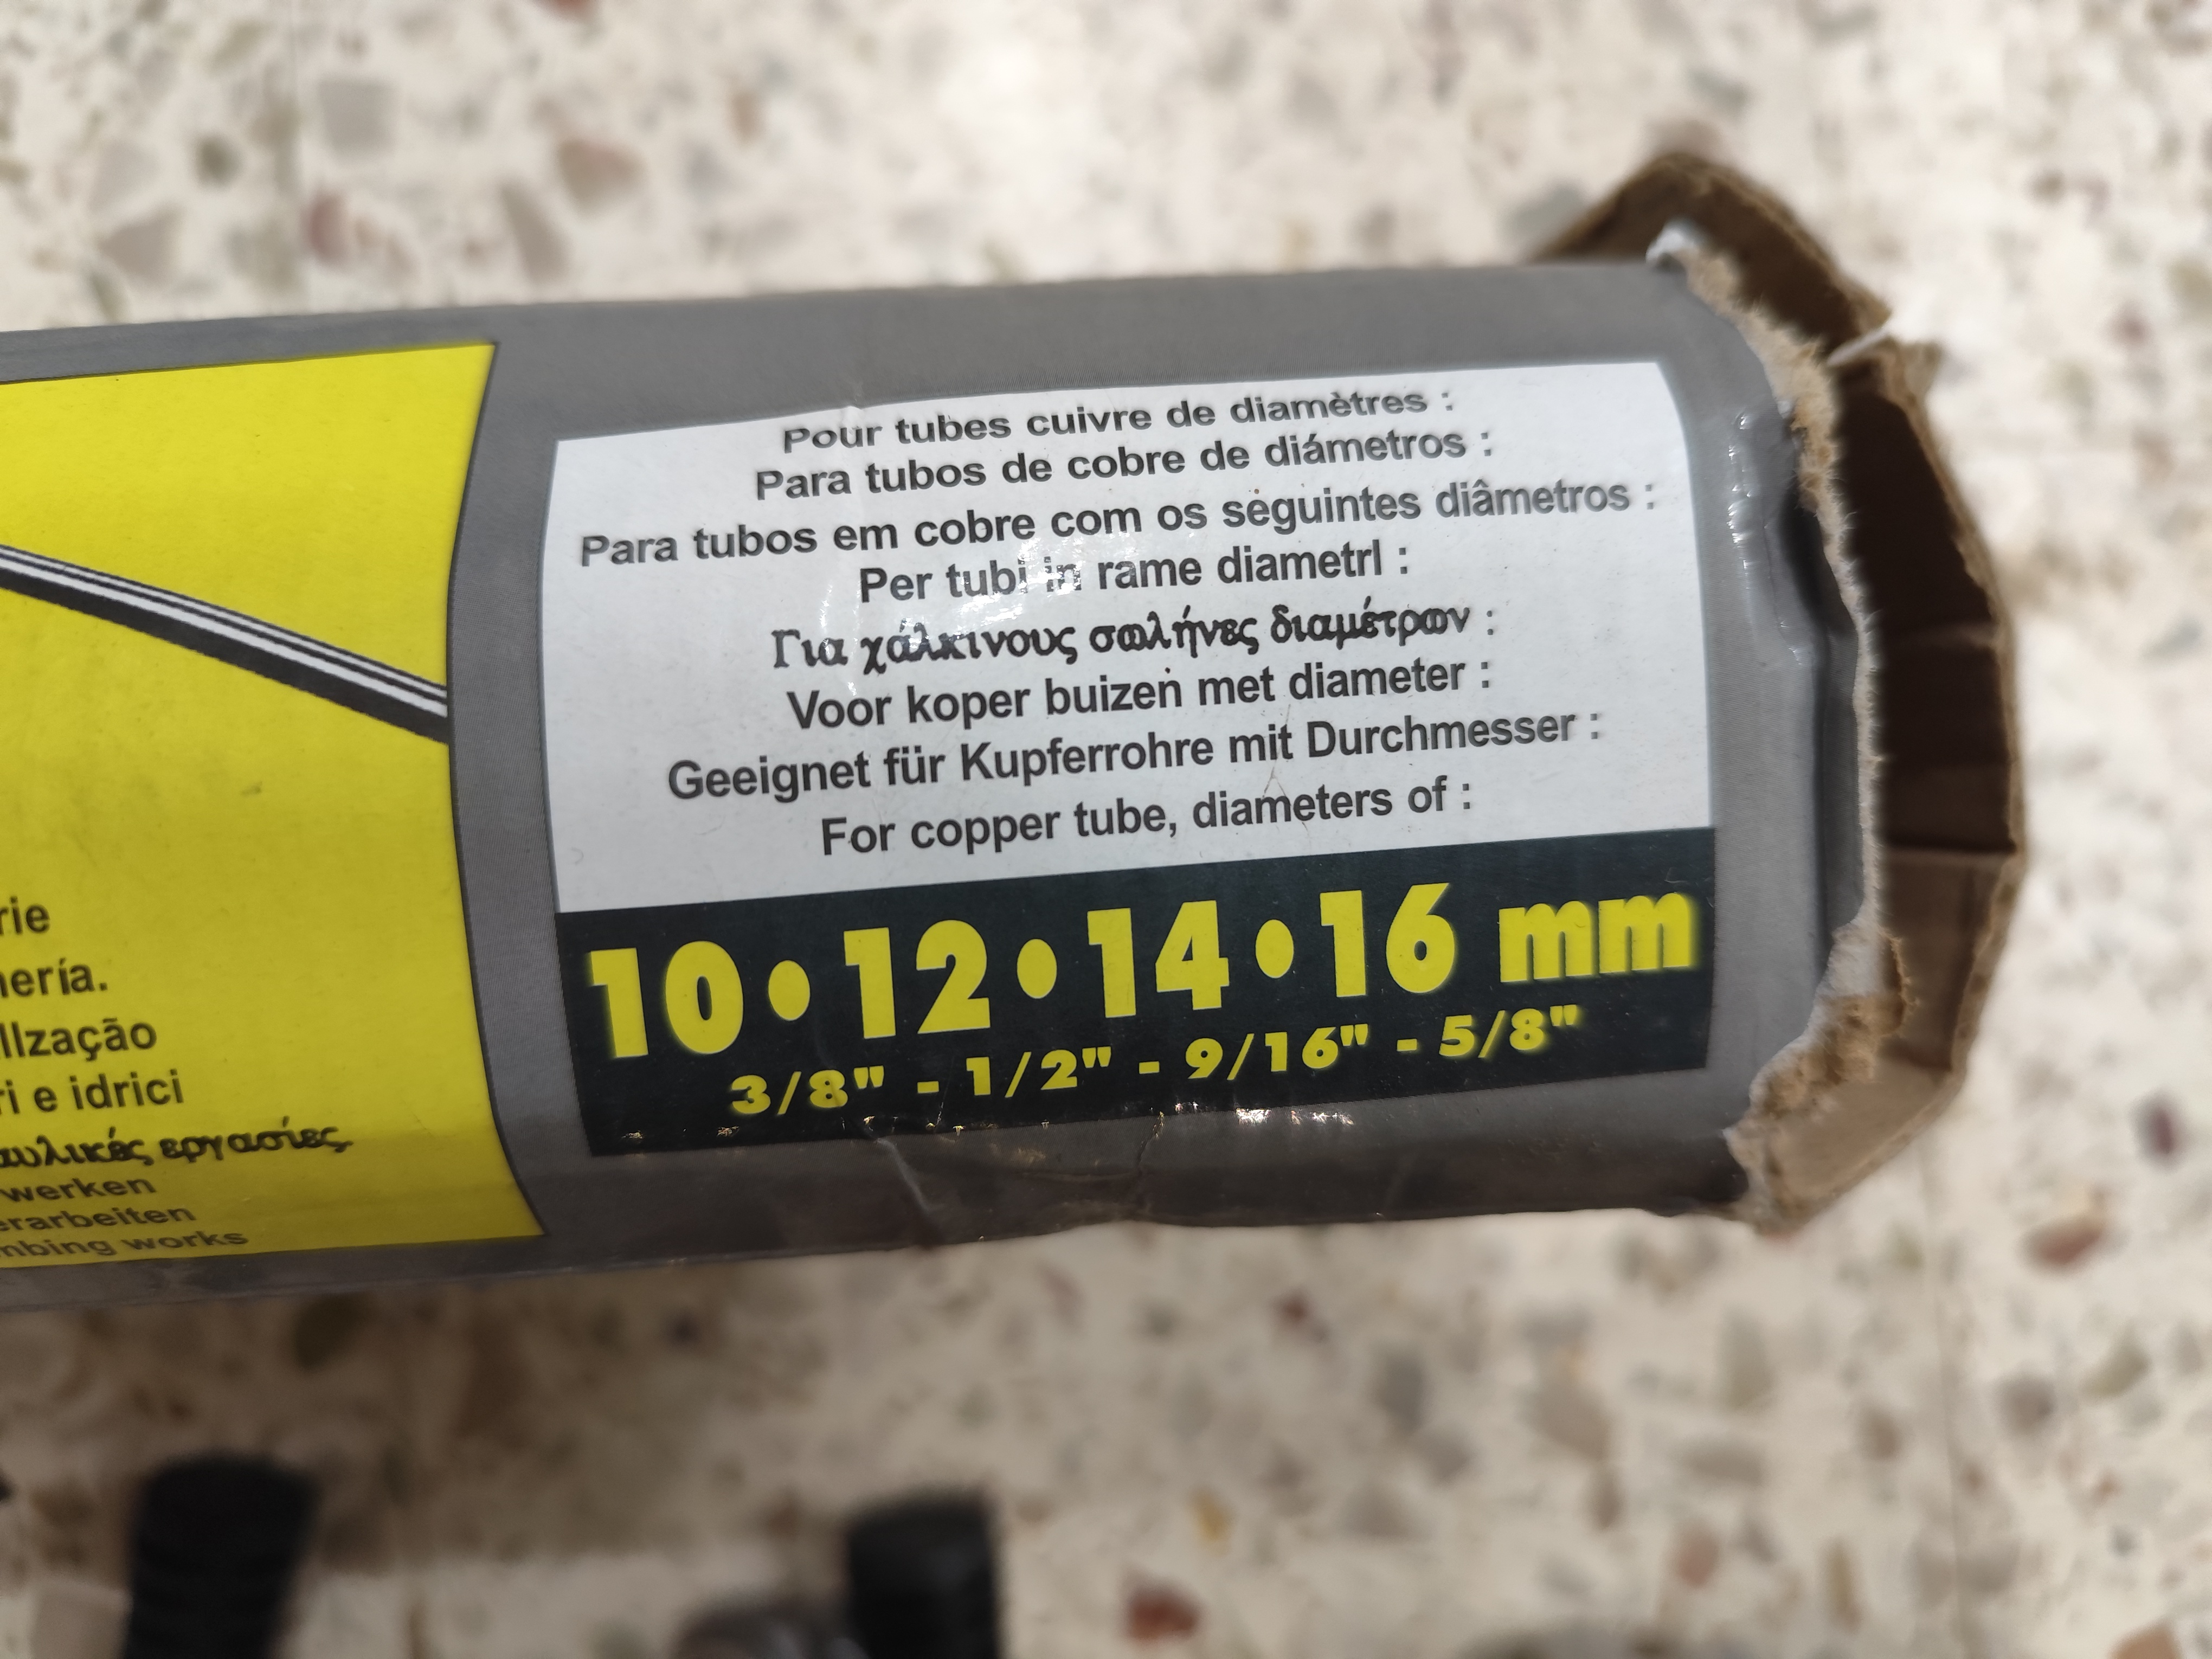 Pour tubes cuivre de diamètres :
Para tubos de cobre de diámetros :
Para tubos em cobre com os seguintes diâmetros :
Per tubi in rame diametrl :
Για χάλκινους σωλήνες διαμέτρων :
Voor koper buizen met diameter :
Geeignet für Kupferrohre mit Durchmesser :
For copper tube, diameters of :
10•12•14•16 mm
3/8" - 1/2" - 9/16" - 5/8"
rie
nería.
llzação
ri e idrici
αυλικές εργασίες
werken
erarbeiten
mbing works